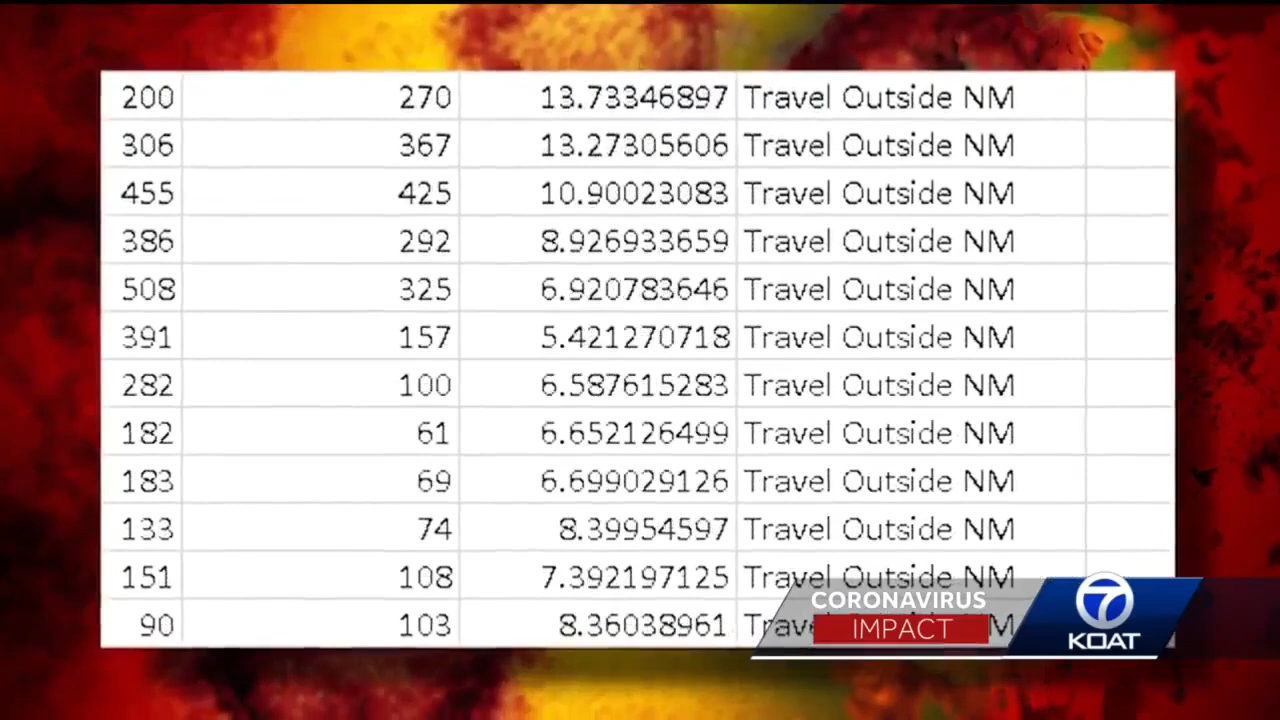 200 270 13.73346897 Travel Outside NM
306 367 13.27305606 Travel Outside NM
455 425 10.90023083 Travel Outside NM
386 292 8.926933659 Travel Outside NM
508 325 6.920783646 Travel Outside NM
391 157 5.421270718 Travel Outside NM
282 100 6.587615283 Travel Outside NM
182 61 6.652126499 Travel Outside NM
183 69 6.699029126 Travel Outside NM
133 74 8.39954597 Travel Outside NM
151 108 7.392197125 Travel Outside NM
90 103 8.36038961
CORONAVIRUS
IMPACT
7
KOAT